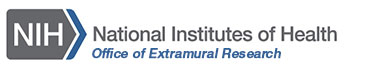 NIH National Institutes of Health
Office of Extramural Research